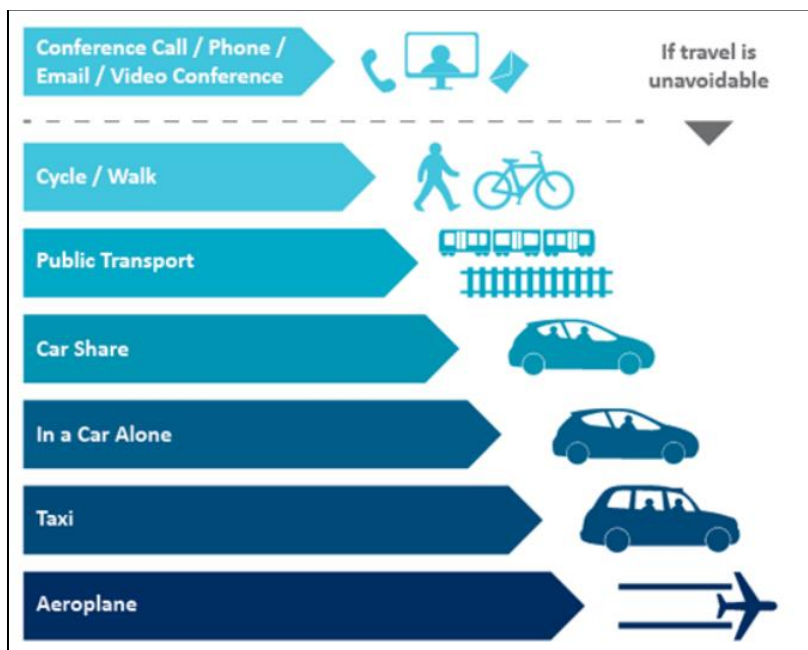 Conference Call / Phone /
Email / Video Conference
If travel is
unavoidable
Cycle / Walk
Public Transport
Car Share
In a Car Alone
Taxi
Aeroplane